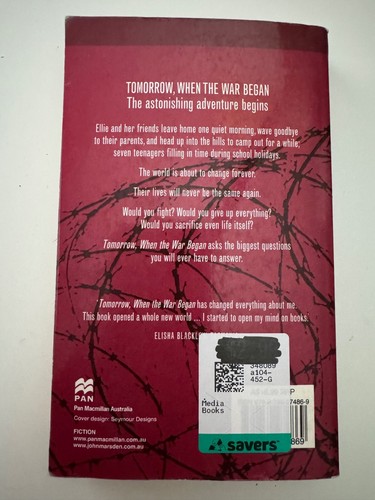 TOMORROW, WHEN THE WAR BEGAN
The astonishing adventure begins
Ellie and her friends leave home one quiet morning, wave goodbye
to their parents, and head up into the hills to camp out for a while;
seven teenagers filling in time during school holidays.
The world is about to change forever.
Their lives will never be the same again.
Would you fight? Would you give up everything?
Would you sacrifice even life itself?
Tomorrow, When the War Began asks the biggest questions
you will ever have to answer.
'Tomorrow, When the War Began has changed everything about me.
This book opened a whole new world ... I started to open my mind on books.'
ELISHA
PAN
Pan Macmillan Australia
Cover design: Seymour Designs
FICTION
www.panmacmillan.com.au
www.johnmarsden.com.au
348089
a104-
452-G
Media
Books
savers
7486-9
869